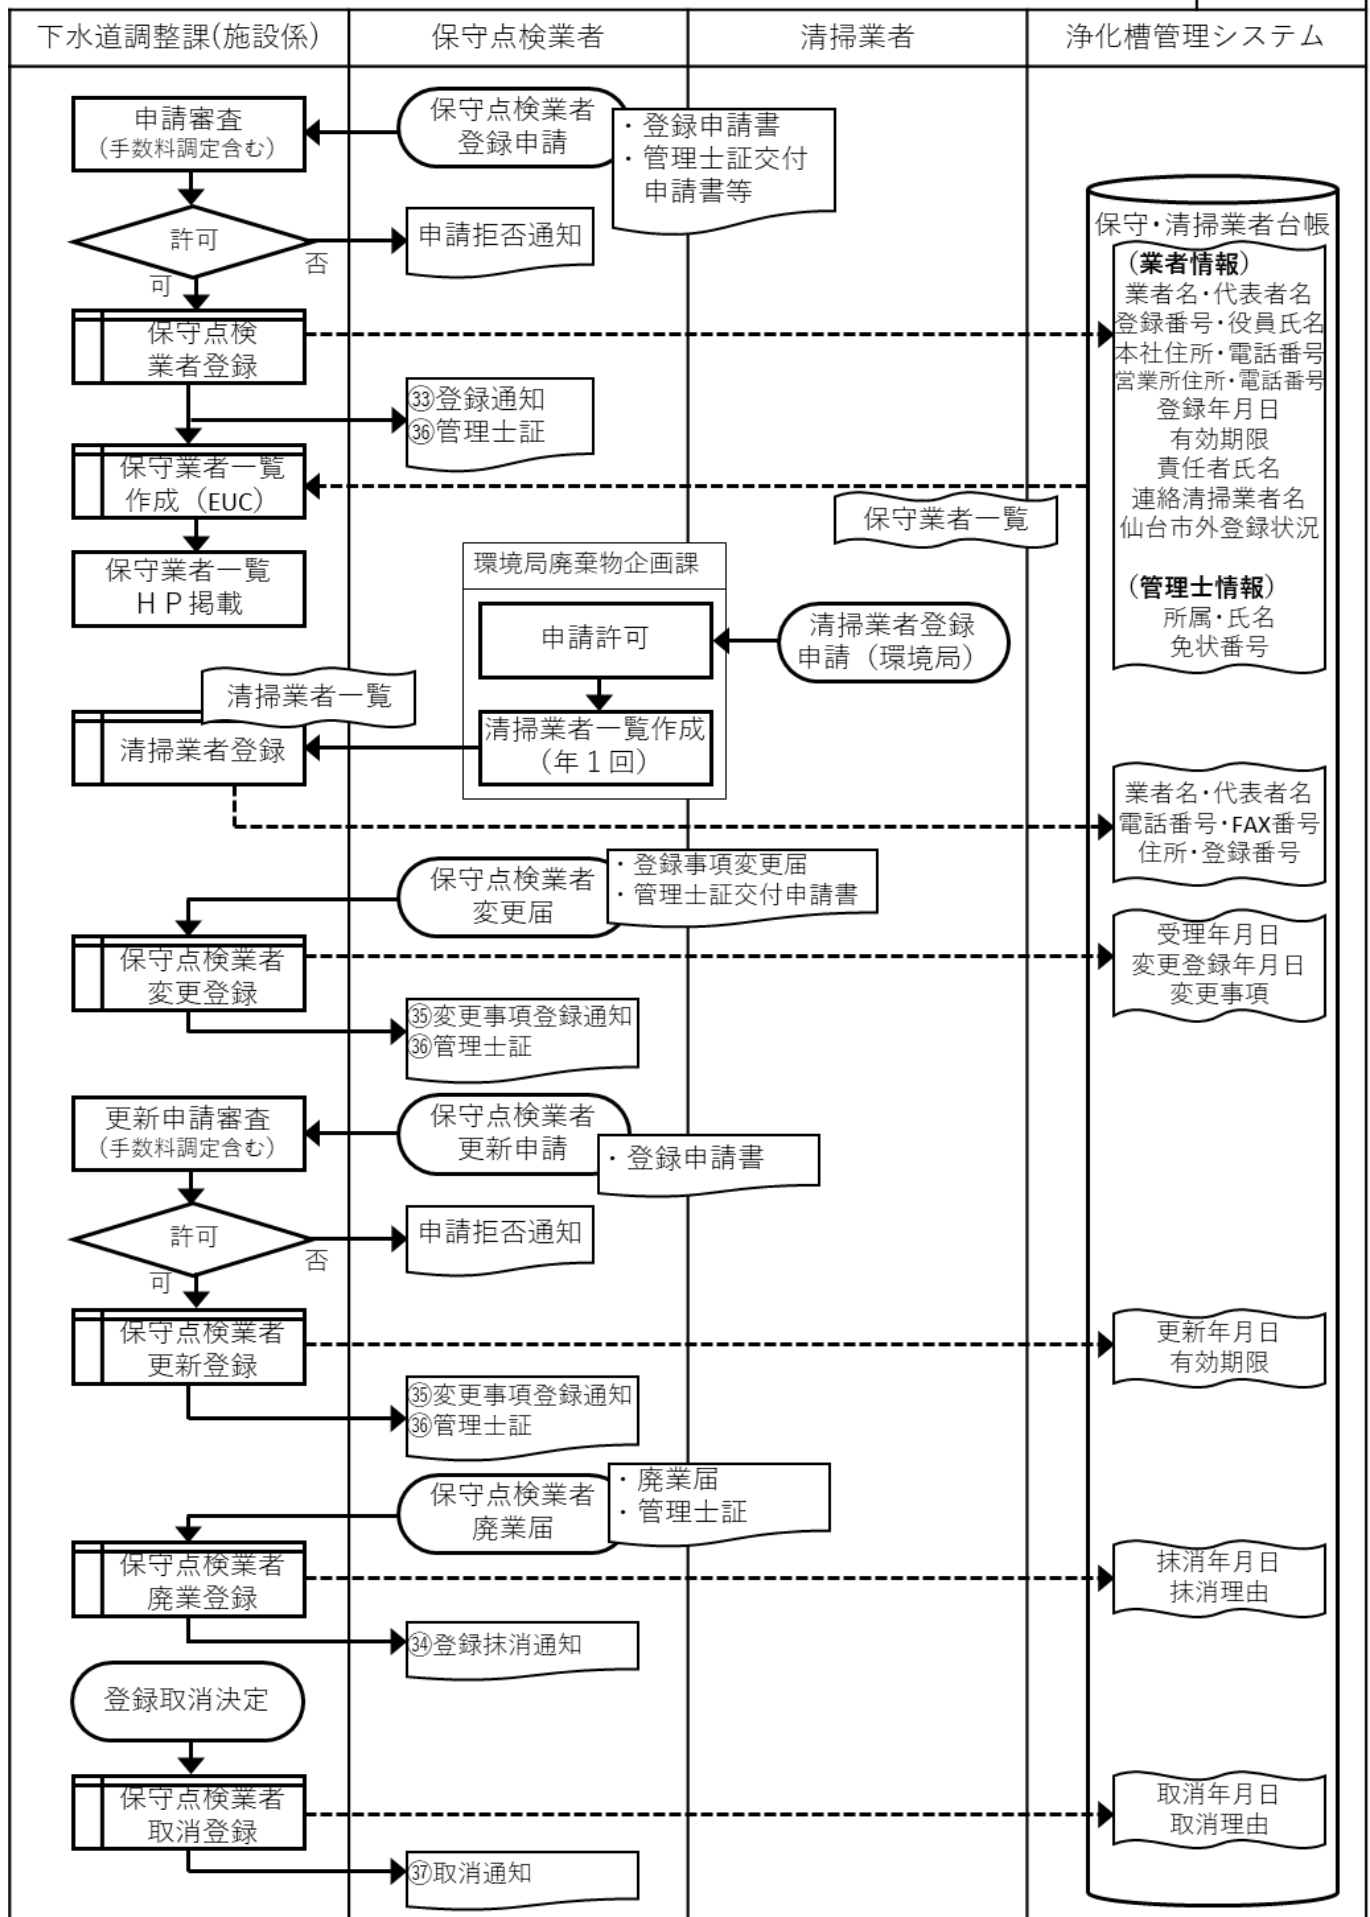 下水道調整課(施設係)
保守点検業者
清掃業者
浄化槽管理システム
申請審査
(手数料調定含む)
保守点検業者
登録申請
・登録申請書
・管理士証交付
申請書等
許可
否
可
申請拒否通知
保守点検
業者登録
㉝登録通知
㊱管理士証
保守業者一覧
作成（EUC）
保守業者一覧
保守業者一覧
ＨＰ掲載
環境局廃棄物企画課
申請許可
清掃業者登録
申請（環境局）
清掃業者一覧作成
（年１回）
清掃業者一覧
清掃業者登録
保守・清掃業者台帳
（業者情報）
業者名・代表者名
登録番号・役員氏名
本社住所・電話番号
営業所住所・電話番号
登録年月日
有効期限
責任者氏名
連絡清掃業者名
仙台市外登録状況
（管理士情報）
所属・氏名
免状番号
業者名・代表者名
電話番号・FAX番号
住所・登録番号
保守点検業者
変更届
・登録事項変更届
・管理士証交付申請書
保守点検業者
変更登録
受理年月日
変更登録年月日
変更事項
㉟変更事項登録通知
㊱管理士証
更新申請審査
(手数料調定含む)
保守点検業者
更新申請
・登録申請書
許可
否
可
申請拒否通知
保守点検業者
更新登録
更新年月日
有効期限
㉟変更事項登録通知
㊱管理士証
保守点検業者
廃業届
・廃業届
・管理士証
保守点検業者
廃業登録
抹消年月日
抹消理由
㉞登録抹消通知
登録取消決定
保守点検業者
取消登録
取消年月日
取消理由
㊲取消通知